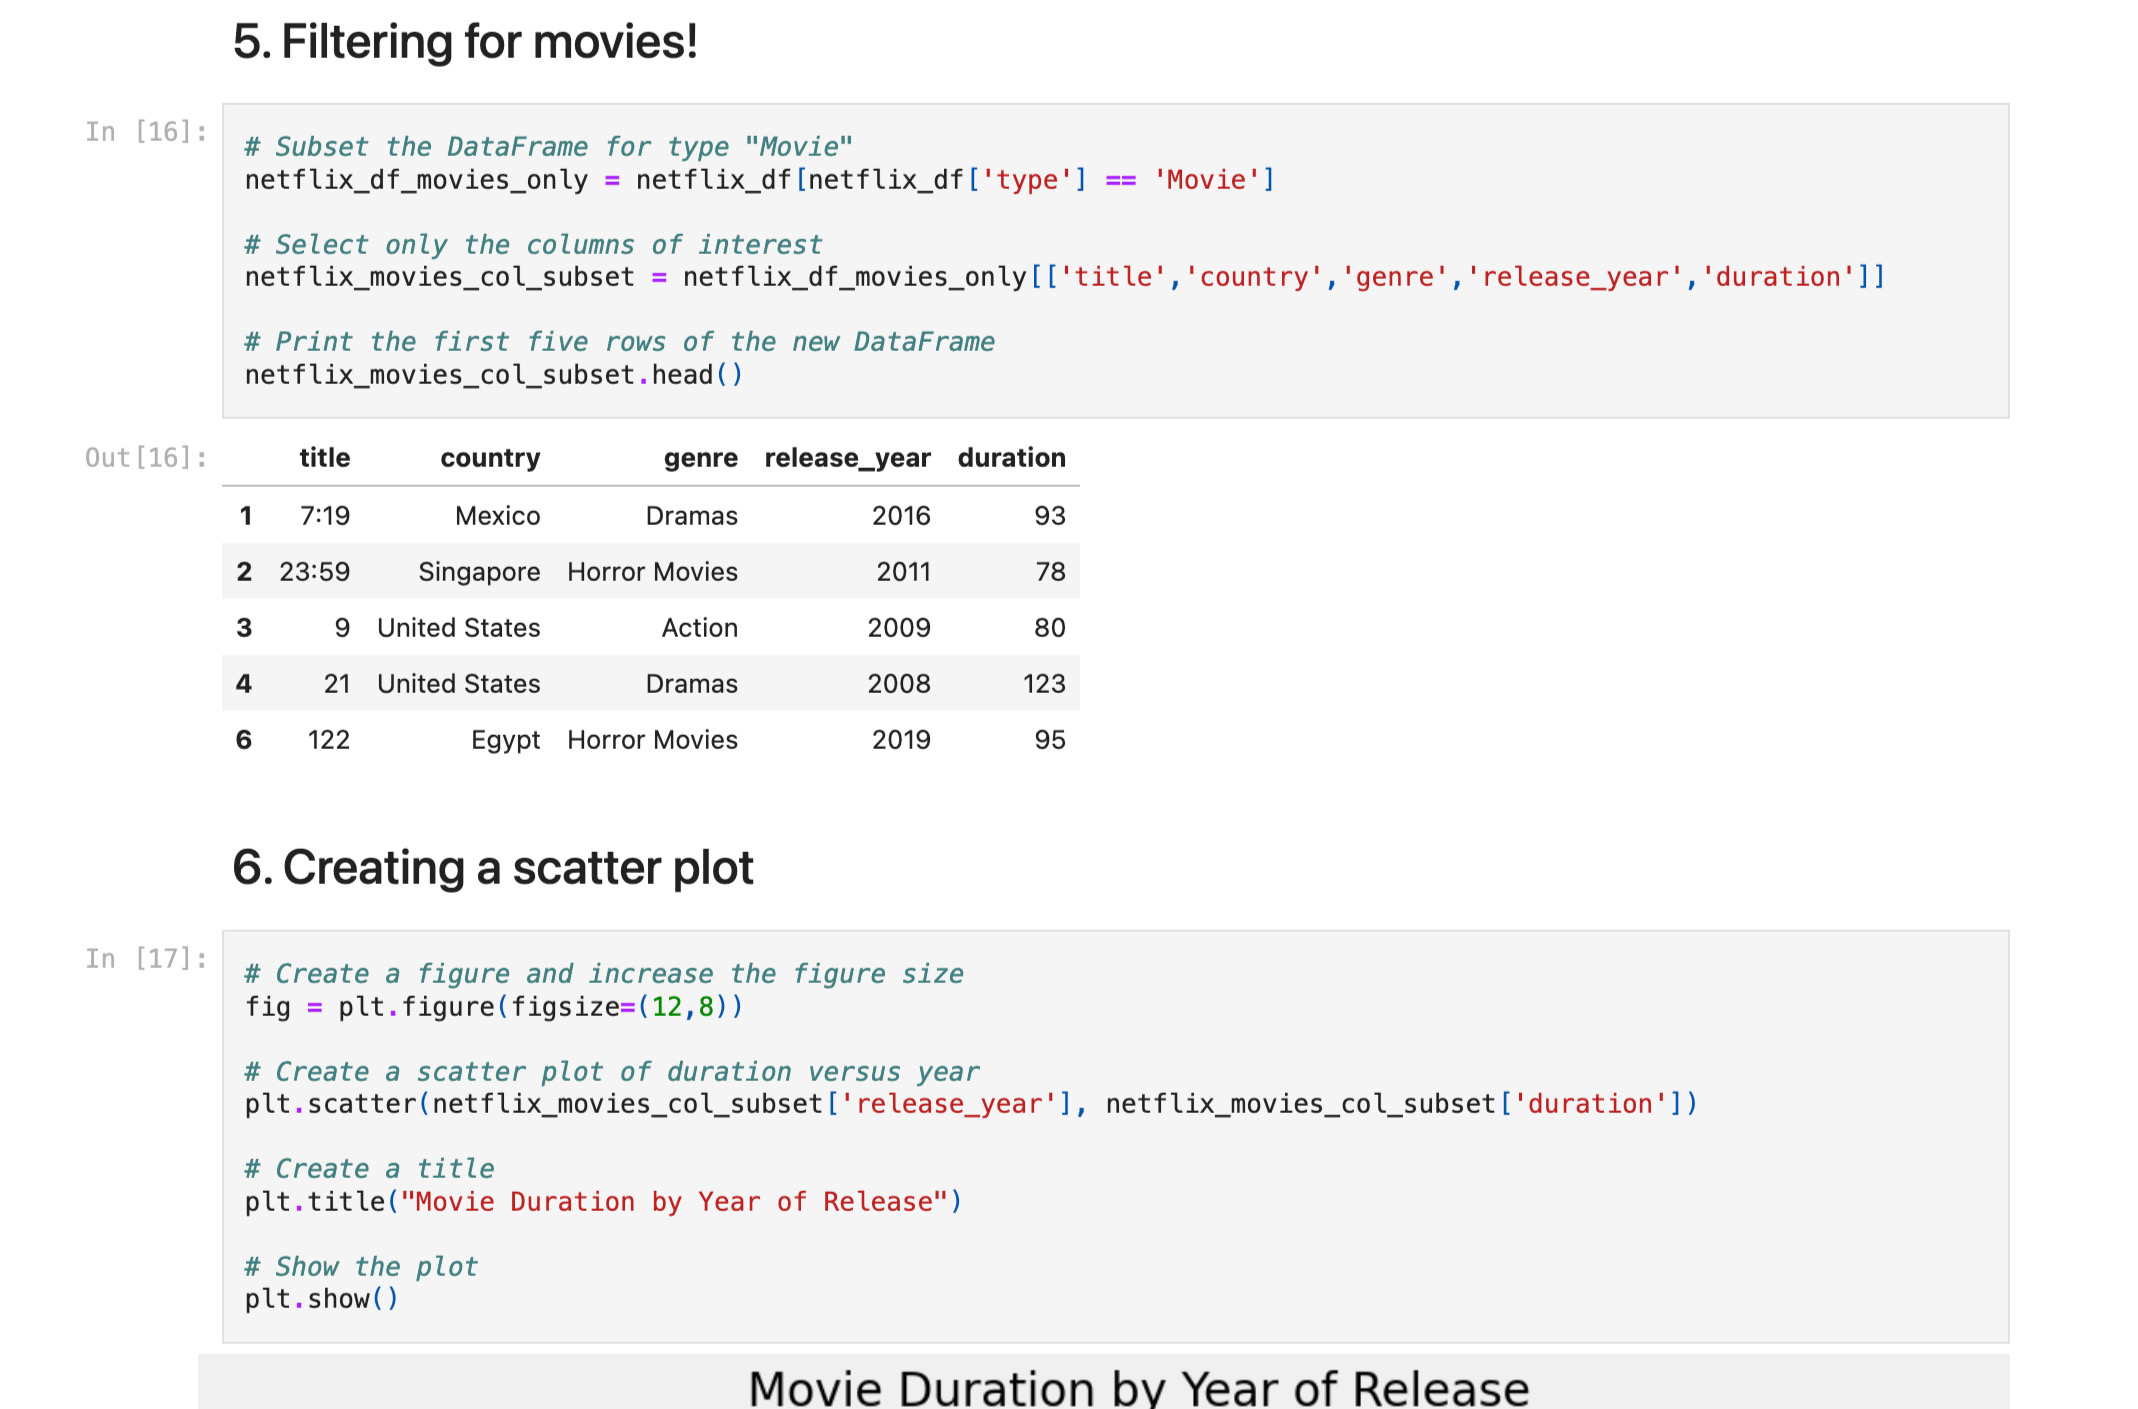 5. Filtering for movies!
In [16]:
# Subset the DataFrame for type "Movie"
netflix_df_movies_only = netflix_df[netflix_df['type'] == 'Movie']
# Select only the columns of interest
netflix_movies_col_subset = netflix_df_movies_only[['title','country','genre','release_year','duration']]
# Print the first five rows of the new DataFrame
netflix_movies_col_subset.head()
Out[16]:
title country genre release_year duration
1 7:19 Mexico Dramas 2016 93
2 23:59 Singapore Horror Movies 2011 78
3 9 United States Action 2009 80
4 21 United States Dramas 2008 123
6 122 Egypt Horror Movies 2019 95
6. Creating a scatter plot
In [17]:
# Create a figure and increase the figure size
fig = plt.figure(figsize=(12,8))
# Create a scatter plot of duration versus year
plt.scatter(netflix_movies_col_subset['release_year'], netflix_movies_col_subset['duration'])
# Create a title
plt.title("Movie Duration by Year of Release")
# Show the plot
plt.show()
Movie Duration by Year of Release